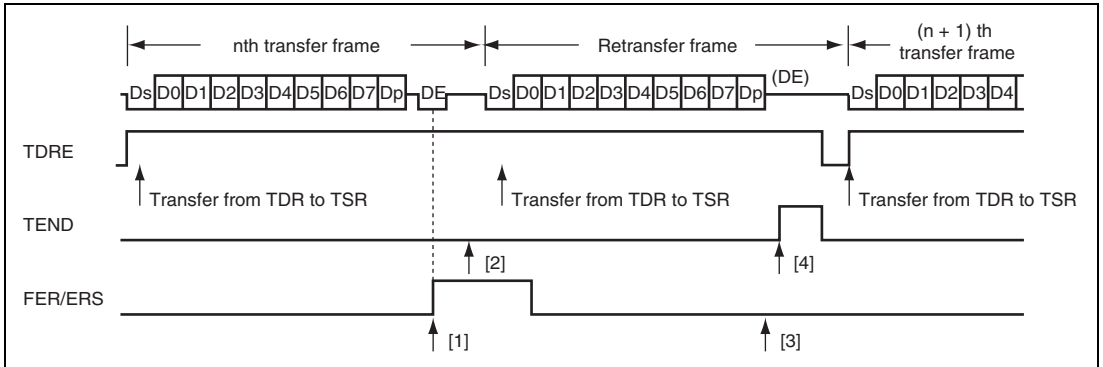 nth transfer frame
Retransfer frame
(n + 1) th
transfer frame
Ds D0 D1 D2 D3 D4 D5 D6 D7 Dp DE
Ds D0 D1 D2 D3 D4 D5 D6 D7 Dp (DE)
Ds D0 D1 D2 D3 D4
TDRE
Transfer from TDR to TSR
Transfer from TDR to TSR
Transfer from TDR to TSR
TEND
[2]
[4]
FER/ERS
[1]
[3]